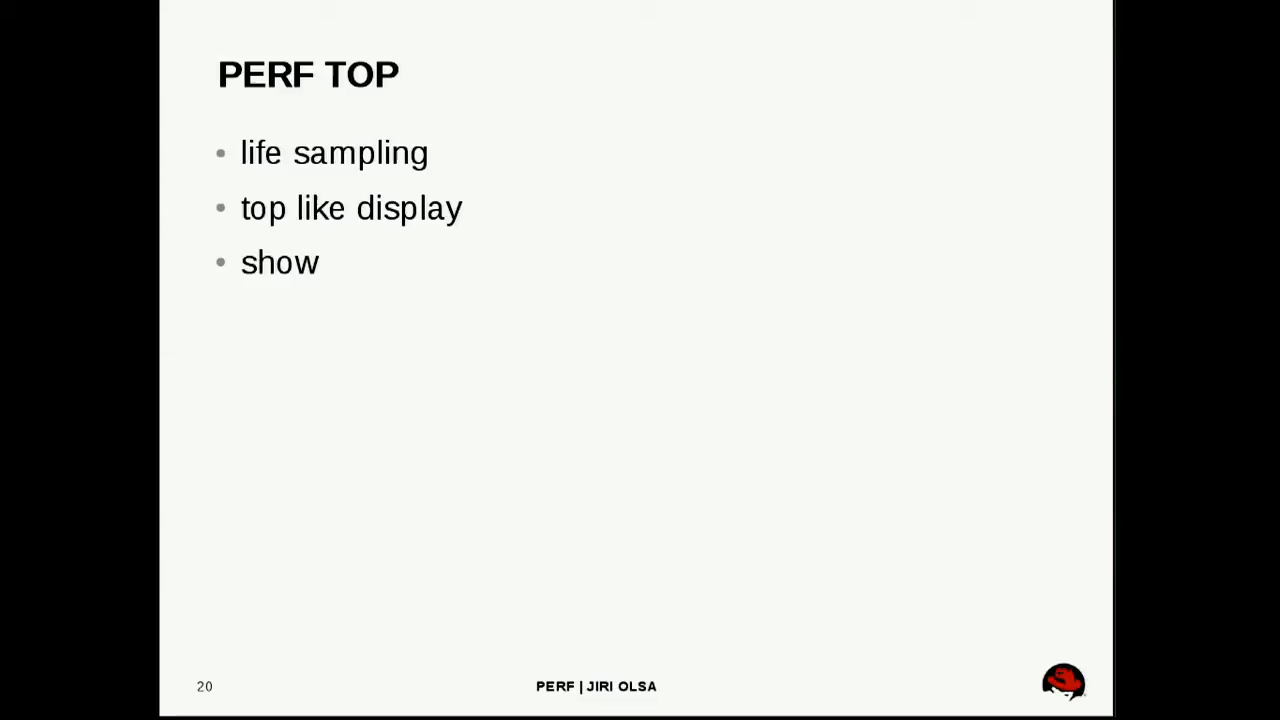 PERF TOP
• life sampling
• top like display
• show
20
PERF | JIRI OLSA